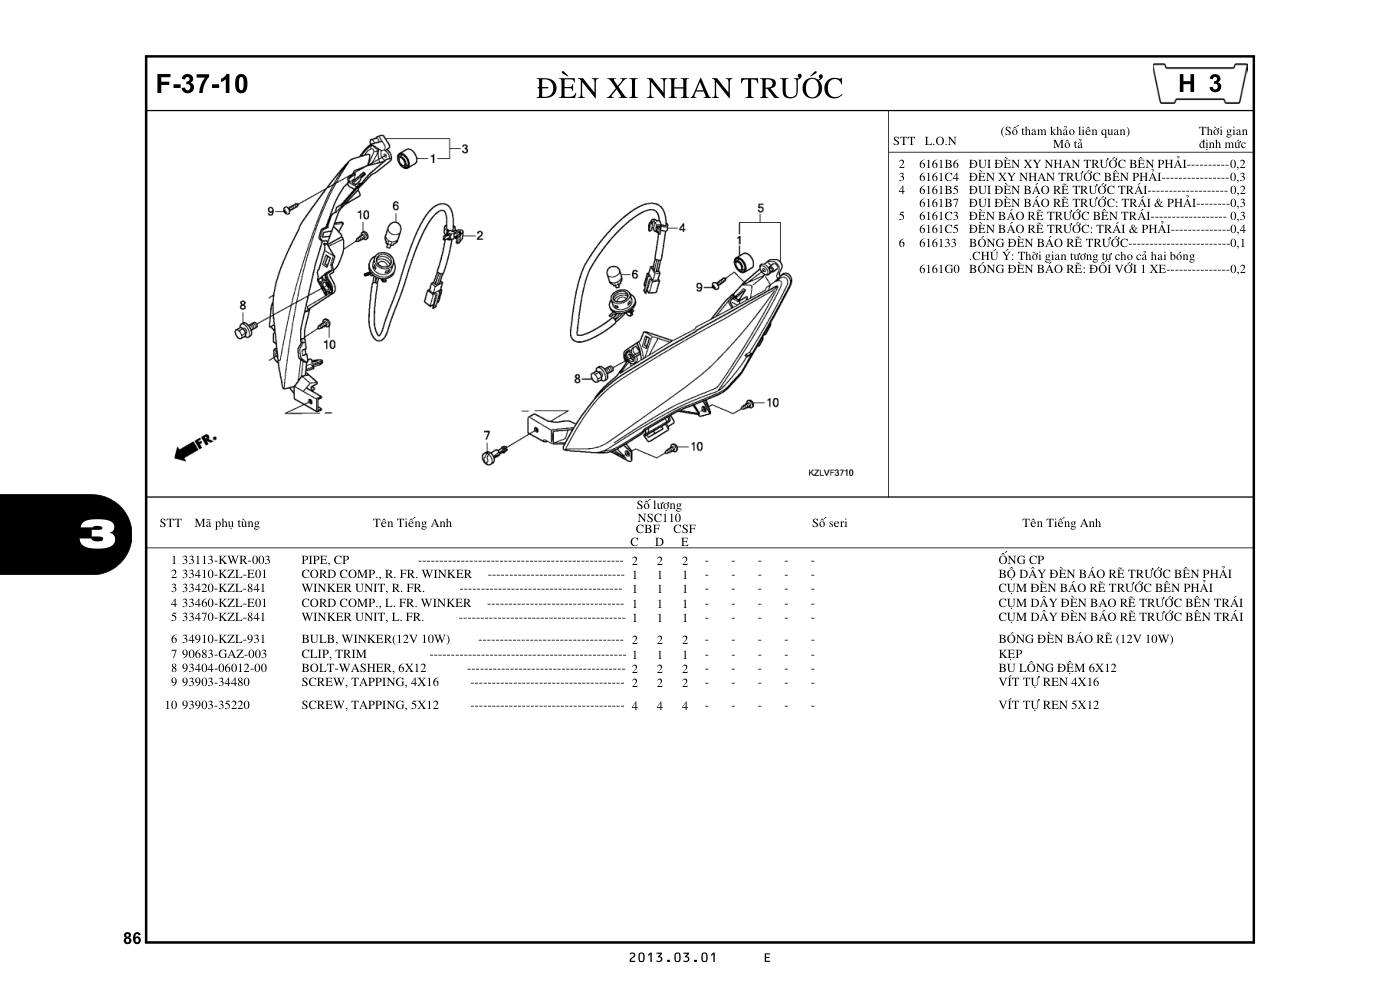 F-37-10
ĐÈN XI NHAN TRƯỚC
H 3
3
1
9
10
6
2
8
10
FR.
4
5
1
6
9
8
10
7
10
KZLVF3710
(Số tham khảo liên quan) Thời gian
STT L.O.N Mô tả định mức
2 6161B6 ĐUI ĐÈN XY NHAN TRƯỚC BÊN PHẢI----------0,2
3 6161C4 ĐÈN XY NHAN TRƯỚC BÊN PHẢI----------------0,3
4 6161B5 ĐUI ĐÈN BÁO RẼ TRƯỚC TRÁI------------------- 0,2
6161B7 ĐUI ĐÈN BÁO RẼ TRƯỚC: TRÁI & PHẢI--------0,3
5 6161C3 ĐÈN BÁO RẼ TRƯỚC BÊN TRÁI------------------ 0,3
6161C5 ĐÈN BÁO RẼ TRƯỚC: TRÁI & PHẢI--------------0,4
6 616133 BÓNG ĐÈN BÁO RẼ TRƯỚC------------------------0,1
.CHÚ Ý: Thời gian tương tự cho cả hai bóng
6161G0 BÓNG ĐÈN BÁO RẼ: ĐỐI VỚI 1 XE---------------0,2
3
Số lượng
NSC110
STT Mã phụ tùng Tên Tiếng Anh CBF CSF Số seri Tên Tiếng Anh
C D E
1 33113-KWR-003 PIPE, CP ------------------------------------------------ 2 2 2 - - - - - ỐNG CP
2 33410-KZL-E01 CORD COMP., R. FR. WINKER -------------------------------- 1 1 1 - - - - - BỘ DÂY ĐÈN BÁO RẼ TRƯỚC BÊN PHẢI
3 33420-KZL-841 WINKER UNIT, R. FR. -------------------------------------- 1 1 1 - - - - - CỤM ĐÈN BÁO RẼ TRƯỚC BÊN PHẢI
4 33460-KZL-E01 CORD COMP., L. FR. WINKER -------------------------------- 1 1 1 - - - - - CỤM DÂY ĐÈN BAO RẼ TRƯỚC BÊN TRÁI
5 33470-KZL-841 WINKER UNIT, L. FR. --------------------------------------- 1 1 1 - - - - - CỤM DÂY ĐÈN BÁO RẼ TRƯỚC BÊN TRÁI
6 34910-KZL-931 BULB, WINKER(12V 10W) ---------------------------------- 2 2 2 - - - - - BÓNG ĐÈN BÁO RẼ (12V 10W)
7 90683-GAZ-003 CLIP, TRIM ---------------------------------------------- 1 1 1 - - - - - KẸP
8 93404-06012-00 BOLT-WASHER, 6X12 ------------------------------------- 2 2 2 - - - - - BU LÔNG ĐỆM 6X12
9 93903-34480 SCREW, TAPPING, 4X16 ------------------------------------ 2 2 2 - - - - - VÍT TỰ REN 4X16
10 93903-35220 SCREW, TAPPING, 5X12 ------------------------------------ 4 4 4 - - - - - VÍT TỰ REN 5X12
86
2013.03.01 E